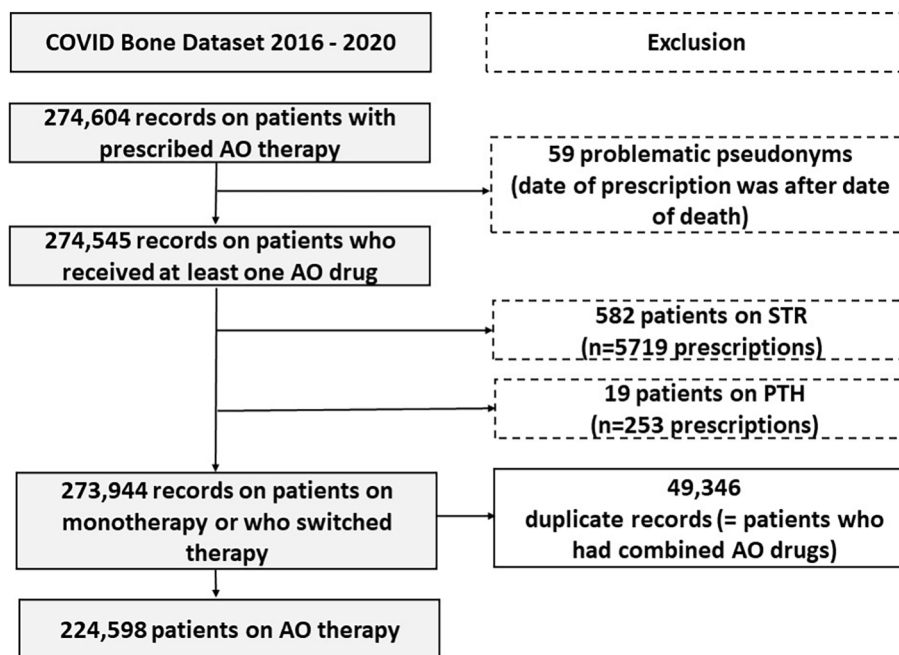 COVID Bone Dataset 2016 - 2020
Exclusion
274,604 records on patients with
prescribed AO therapy
59 problematic pseudonyms
(date of prescription was after date
of death)
274,545 records on patients who
received at least one AO drug
582 patients on STR
(n=5719 prescriptions)
19 patients on PTH
(n=253 prescriptions)
273,944 records on patients on
monotherapy or who switched
therapy
49,346
duplicate records (= patients who
had combined AO drugs)
224,598 patients on AO therapy